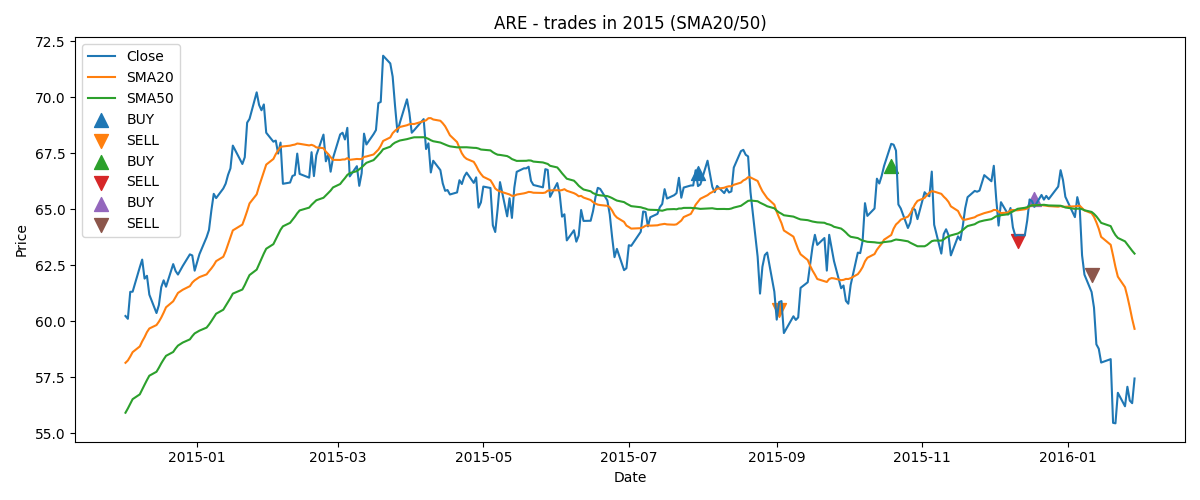 ARE - trades in 2015 (SMA20/50)
Close
SMA20
SMA50
BUY
SELL
BUY
SELL
BUY
SELL
Price
72.5
70.0
67.5
65.0
62.5
60.0
57.5
55.0
2015-01 2015-03 2015-05 2015-07 2015-09 2015-11 2016-01
Date